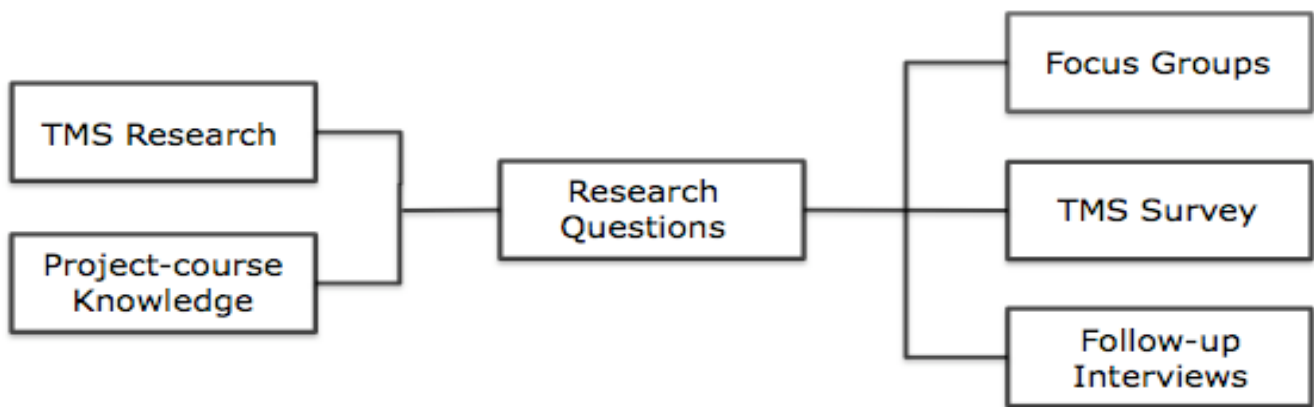 TMS Research
Project-course
Knowledge
Research
Questions
Focus Groups
TMS Survey
Follow-up
Interviews